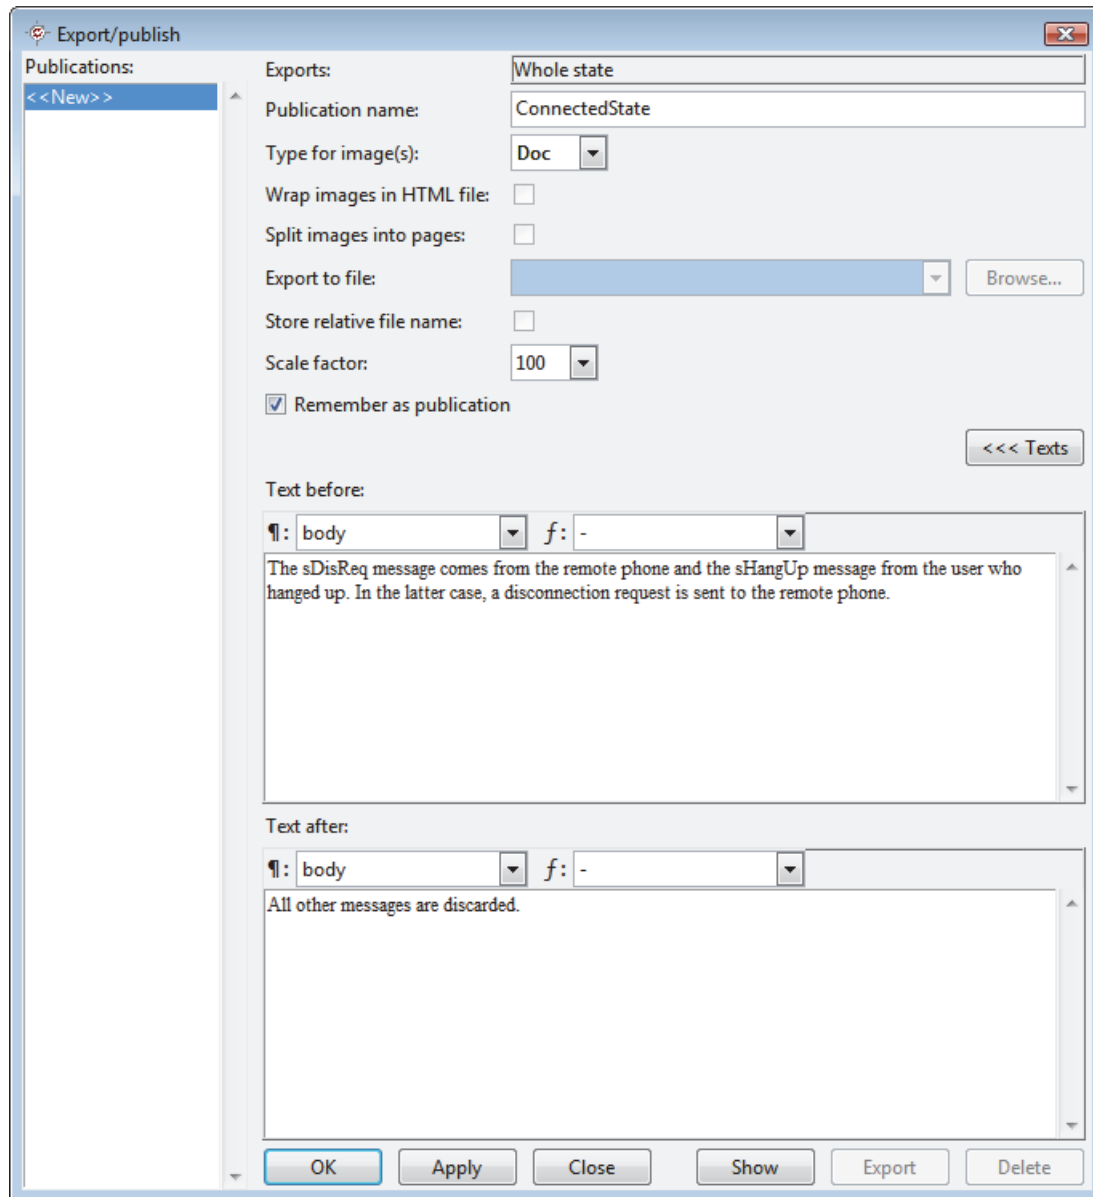 Export/publish
Publications:
<<New>>
Exports: Whole state
Publication name: ConnectedState
Type for image(s): Doc
Wrap images in HTML file:
Split images into pages:
Export to file: Browse...
Store relative file name:
Scale factor: 100
Remember as publication
<<< Texts
Text before:
¶: body ƒ: -
The sDisReq message comes from the remote phone and the sHangUp message from the user who
hanged up. In the latter case, a disconnection request is sent to the remote phone.
Text after:
¶: body ƒ: -
All other messages are discarded.
OK Apply Close Show Export Delete